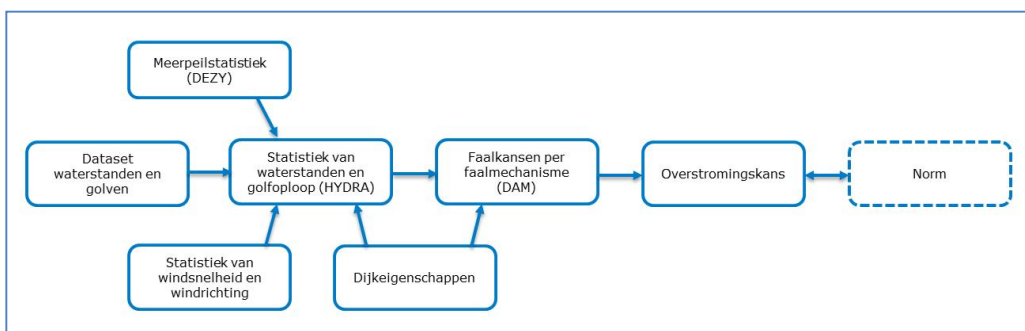 Meerpeilstatistiek
(DEZY)
Dataset
waterstanden en
golven
Statistiek van
waterstanden en
golfoploop (HYDRA)
Faalkansen per
faalmechanisme
(DAM)
Overstromingskans
Norm
Statistiek van
windsnelheid en
windrichting
Dijkeigenschappen